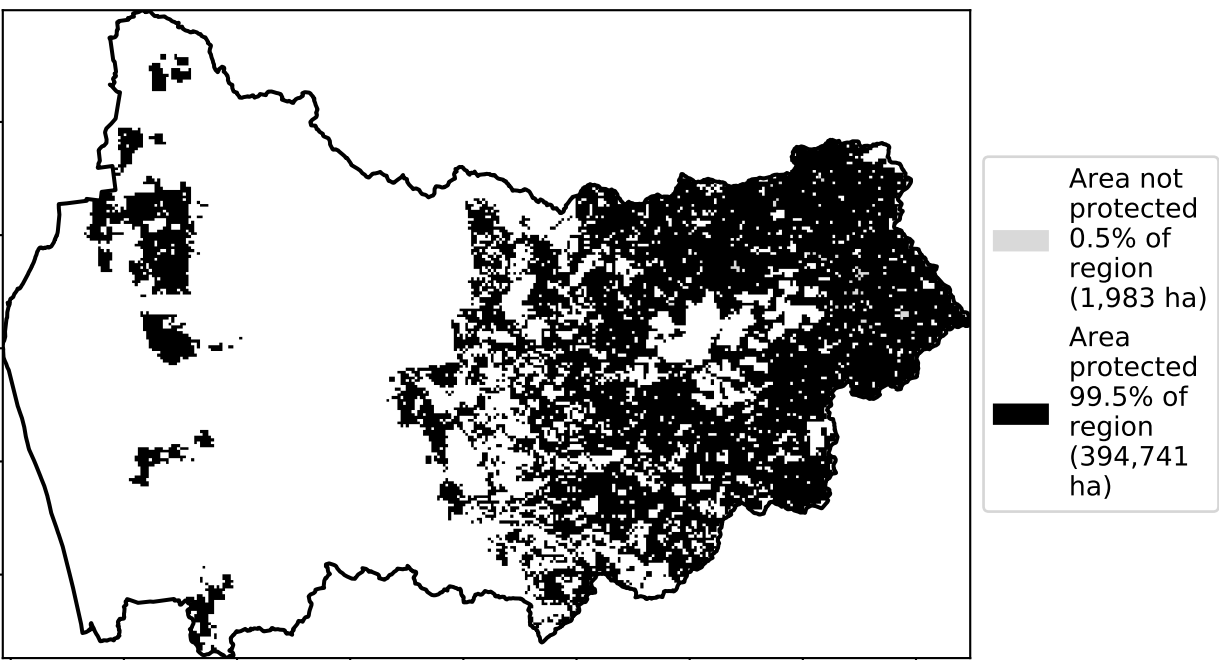 Area not
protected
0.5% of
region
(1,983 ha)
Area
protected
99.5% of
region
(394,741
ha)